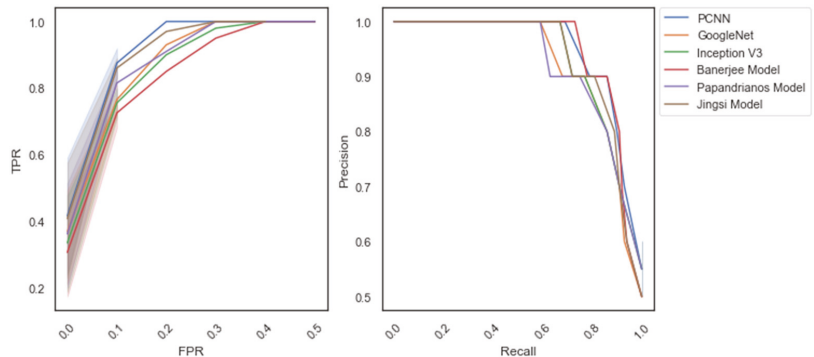 1.0
0.8
0.6
0.4
0.2
TPR
0.0
0.1
0.2
0.3
0.4
0.5
FPR
1.0
0.9
0.8
0.7
0.6
0.5
Precision
0.0
0.2
0.4
0.6
0.8
1.0
Recall
PCNN
GoogleNet
Inception V3
Banerjee Model
Papandrianos Model
Jingsi Model